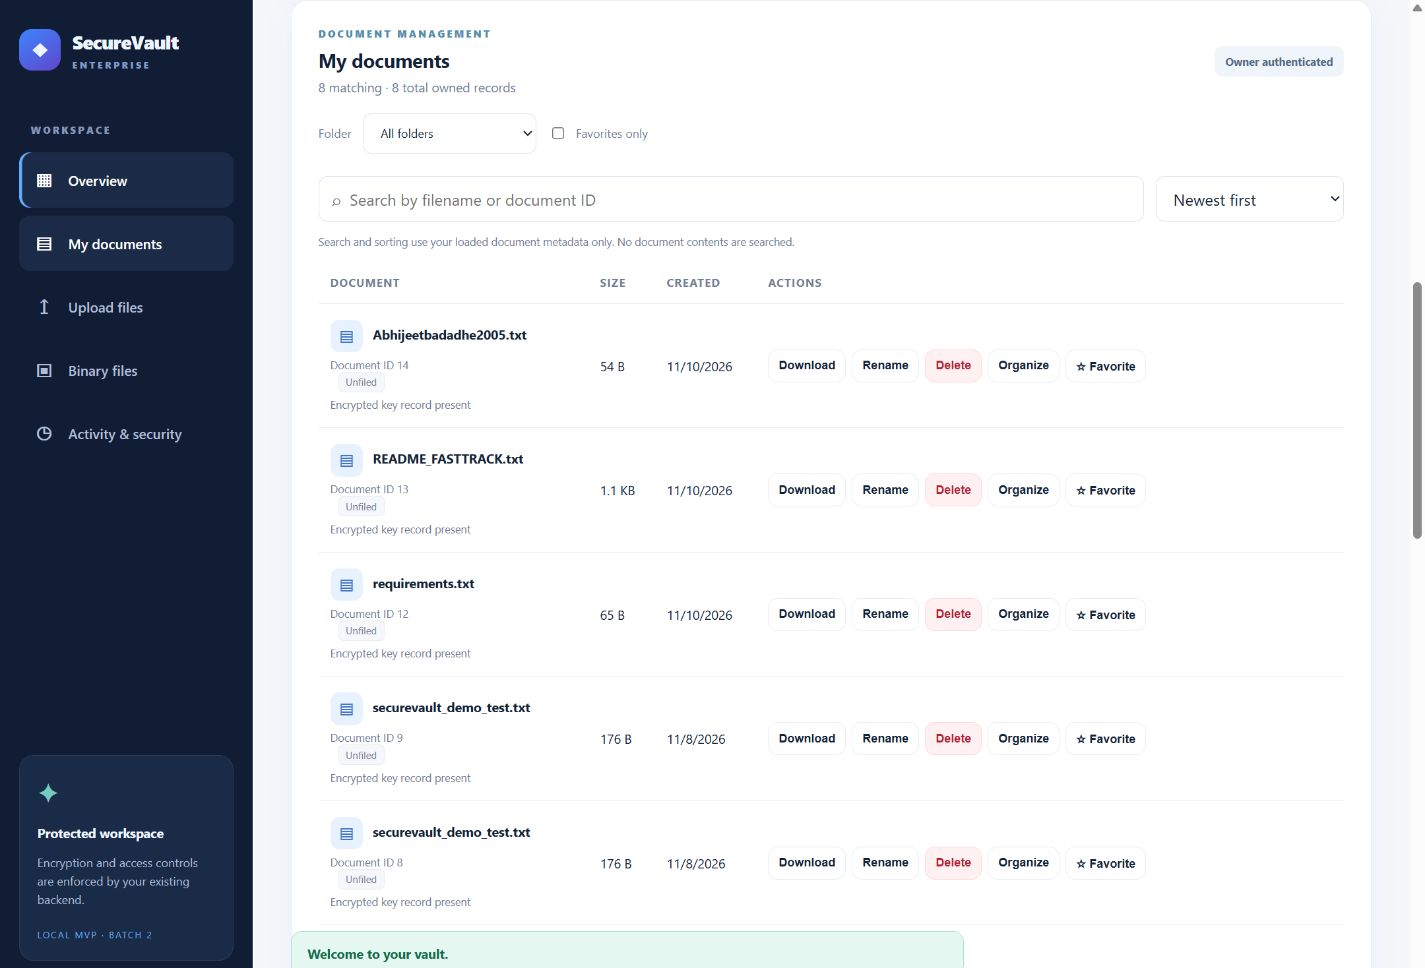 SecureVault
ENTERPRISE
WORKSPACE
Overview
My documents
Upload files
Binary files
Activity & security
Protected workspace
Encryption and access controls
are enforced by your existing
backend.
LOCAL MVP · BATCH 2
DOCUMENT MANAGEMENT
My documents
8 matching · 8 total owned records
Owner authenticated
Folder All folders Favorites only
Search by filename or document ID Newest first
Search and sorting use your loaded document metadata only. No document contents are searched.
DOCUMENT SIZE CREATED ACTIONS
Abhijeetbadadhe2005.txt
Document ID 14
Unfiled
Encrypted key record present
54 B 11/10/2026 Download Rename Delete Organize ☆ Favorite
README_FASTTRACK.txt
Document ID 13
Unfiled
Encrypted key record present
1.1 KB 11/10/2026 Download Rename Delete Organize ☆ Favorite
requirements.txt
Document ID 12
Unfiled
Encrypted key record present
65 B 11/10/2026 Download Rename Delete Organize ☆ Favorite
securevault_demo_test.txt
Document ID 9
Unfiled
Encrypted key record present
176 B 11/8/2026 Download Rename Delete Organize ☆ Favorite
securevault_demo_test.txt
Document ID 8
Unfiled
Encrypted key record present
176 B 11/8/2026 Download Rename Delete Organize ☆ Favorite
Welcome to your vault.